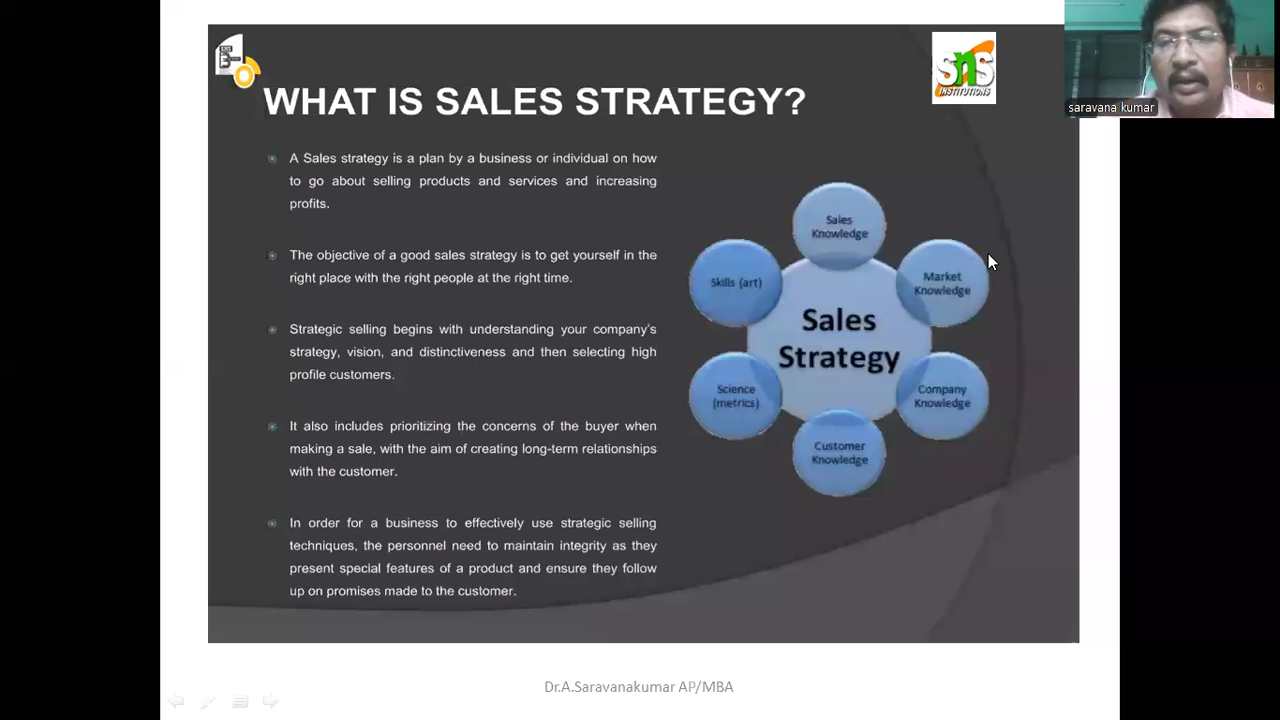 SNS
INSTITUTIONS
saravana kumar
WHAT IS SALES STRATEGY?
A Sales strategy is a plan by a business or individual on how
to go about selling products and services and increasing
profits.
The objective of a good sales strategy is to get yourself in the
right place with the right people at the right time.
Strategic selling begins with understanding your company's
strategy, vision, and distinctiveness and then selecting high
profile customers.
It also includes prioritizing the concerns of the buyer when
making a sale, with the aim of creating long-term relationships
with the customer.
In order for a business to effectively use strategic selling
techniques, the personnel need to maintain integrity as they
present special features of a product and ensure they follow
up on promises made to the customer.
Sales
Knowledge
Market
Knowledge
Company
Knowledge
Customer
Knowledge
Science
(metrics)
Skills (art)
Sales
Strategy
Dr.A.Saravanakumar AP/MBA